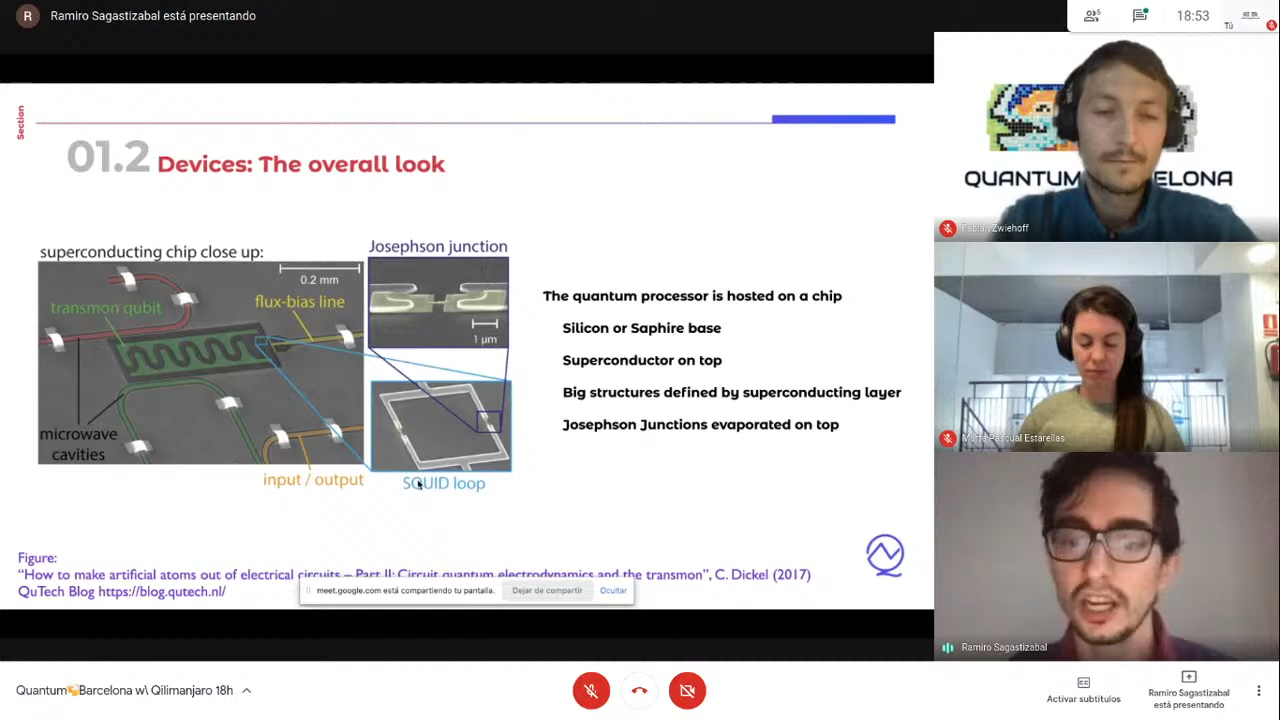 R Ramiro Sagastizabal está presentando
5
18:53
Tú
Section
01.2 Devices: The overall look
superconducting chip close up:
Josephson junction
0.2 mm
transmon qubit
flux-bias line
1 µm
microwave
cavities
input / output
SQUID loop
The quantum processor is hosted on a chip
Silicon or Saphire base
Superconductor on top
Big structures defined by superconducting layer
Josephson Junctions evaporated on top
Figure:
“How to make artificial atoms out of electrical circuits – Part II: Circuit quantum electrodynamics and the transmon”, C. Dickel (2017)
QuTech Blog https://blog.qutech.nl/
meet.google.com está compartiendo tu pantalla.
Dejar de compartir
Ocultar
QUANTUM
Fabian Zwiehoff
Marta Pascual Estarellas
Ramiro Sagastizabal
Quantum Barcelona w\ Qilimanjaro 18h
CC
Activar subtítulos
Ramiro Sagastizabal
está presentando